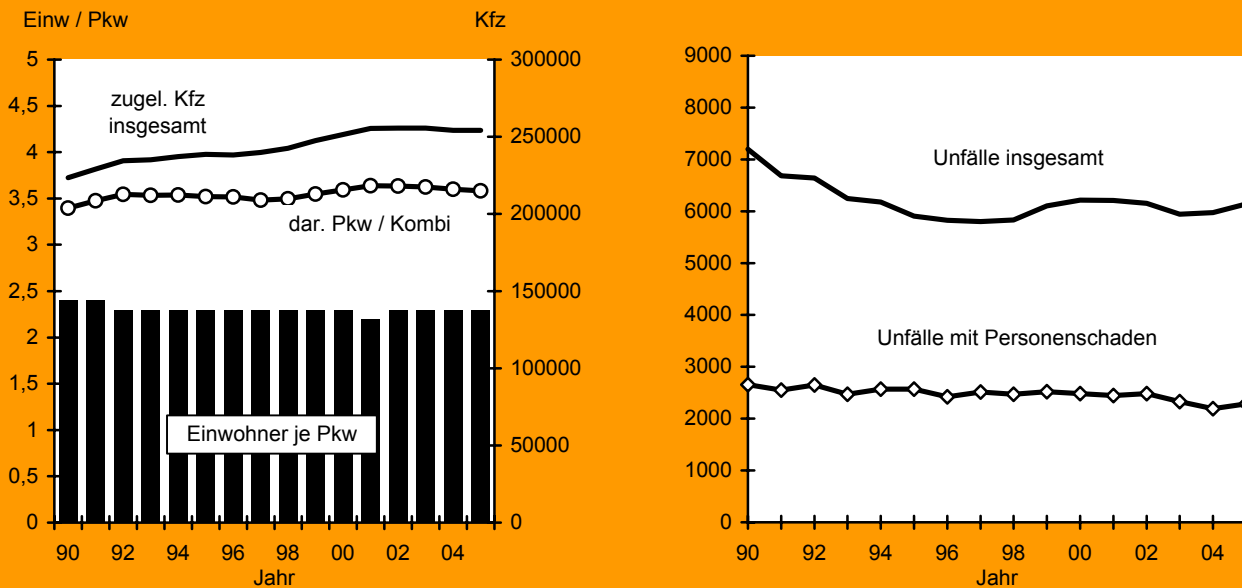 Einw / Pkw
Kfz
5
4,5
4
3,5
3
2,5
2
1,5
1
0,5
0
300000
250000
200000
150000
100000
50000
0
zugel. Kfz
insgesamt
dar. Pkw / Kombi
Einwohner je Pkw
90 92 94 96 98 00 02 04
Jahr
9000
8000
7000
6000
5000
4000
3000
2000
1000
0
Unfälle insgesamt
Unfälle mit Personenschaden
90 92 94 96 98 00 02 04
Jahr